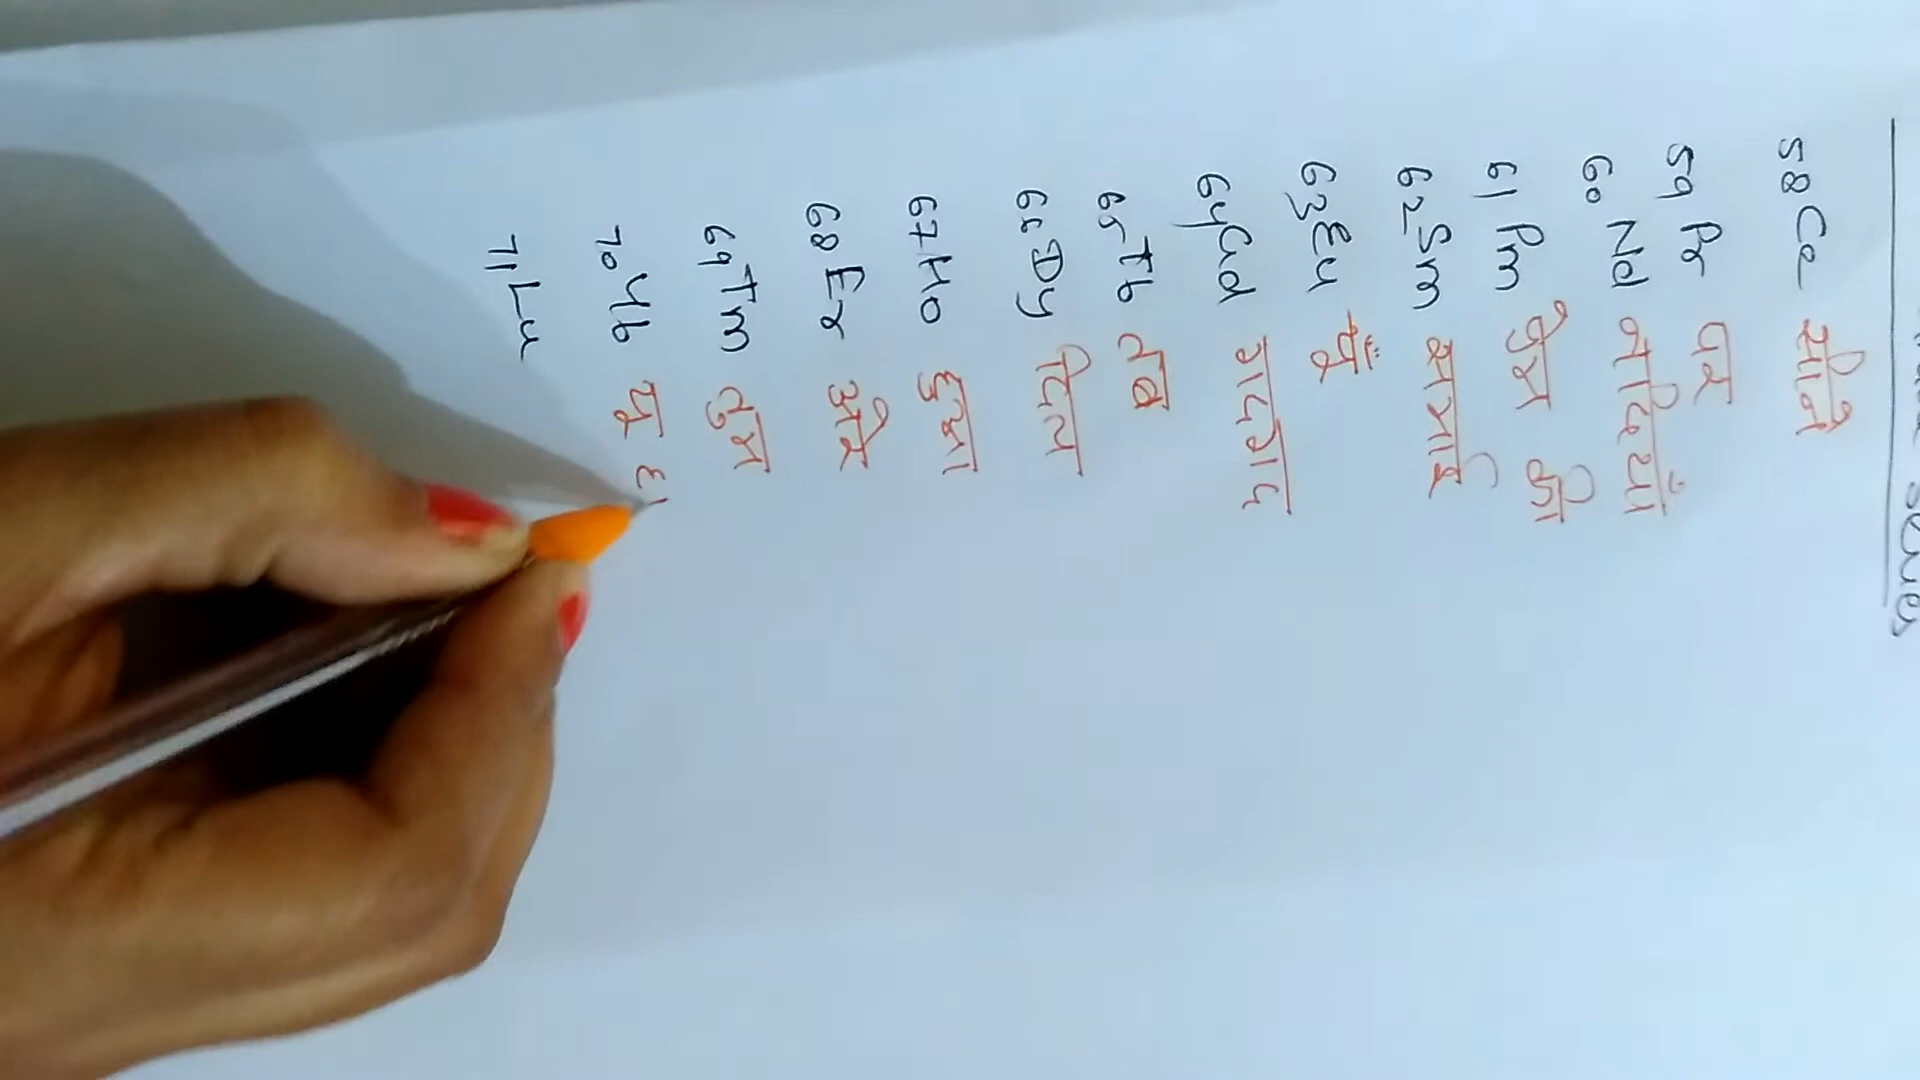 58 Ce सीने
59 Pr पर
60 Nd नदियाँ
61 Pm प्रेम की
62 Sm समाई
63 Eu यूँ
64 Gd गदगद
65 Tb तब
66 Dy दिल
67 Ho हुआ
68 Er और
69 Tm तुम
70 Yb यू
71 Lu